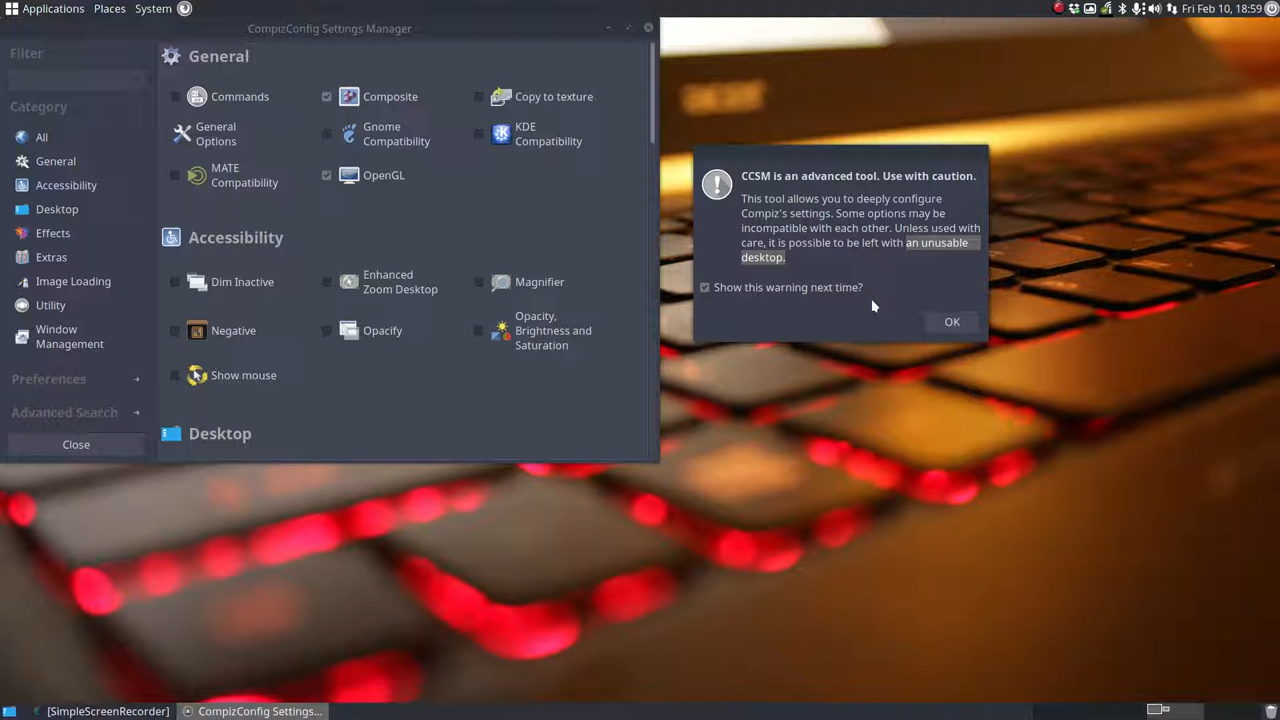 Applications Places System
Fri Feb 10, 18:59
CompizConfig Settings Manager
Filter
Category
All
General
Accessibility
Desktop
Effects
Extras
Image Loading
Utility
Window
Management
Preferences
Advanced Search
Close
General
Commands
Composite
Copy to texture
General
Options
Gnome
Compatibility
KDE
Compatibility
MATE
Compatibility
OpenGL
Accessibility
Dim Inactive
Enhanced
Zoom Desktop
Magnifier
Negative
Opacify
Opacity,
Brightness and
Saturation
Show mouse
Desktop
CCSM is an advanced tool. Use with caution.
This tool allows you to deeply configure
Compiz's settings. Some options may be
incompatible with each other. Unless used with
care, it is possible to be left with an unusable
desktop.
Show this warning next time?
OK
[SimpleScreenRecorder]
CompizConfig Settings...